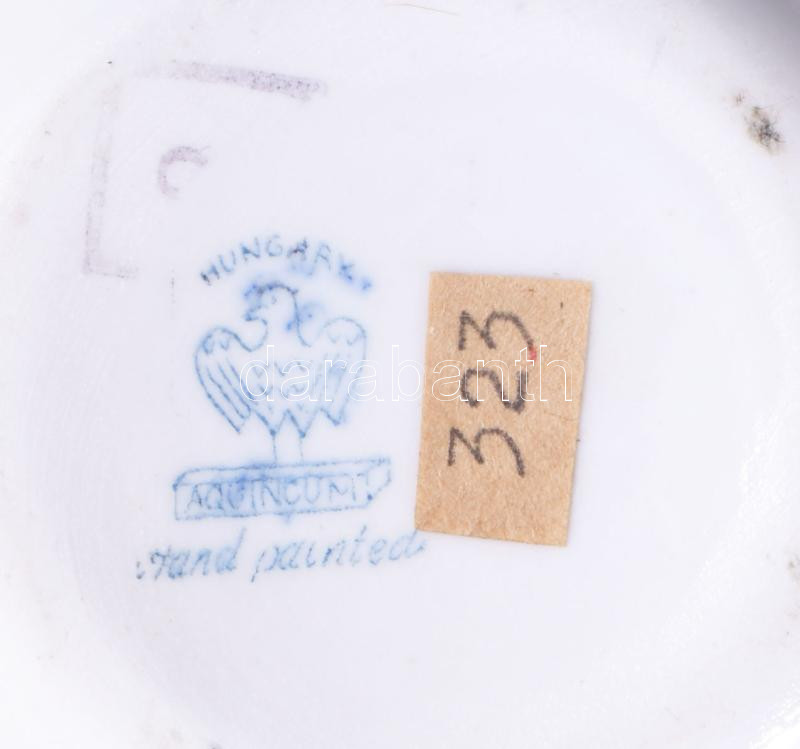 HUNGARY
AQUINCUM
Hand painted
323
darabanth